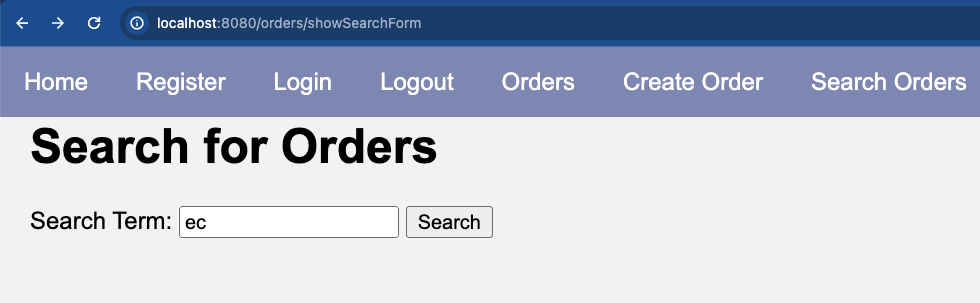 localhost:8080/orders/showSearchForm
Home Register Login Logout Orders Create Order Search Orders
Search for Orders
Search Term: ec Search